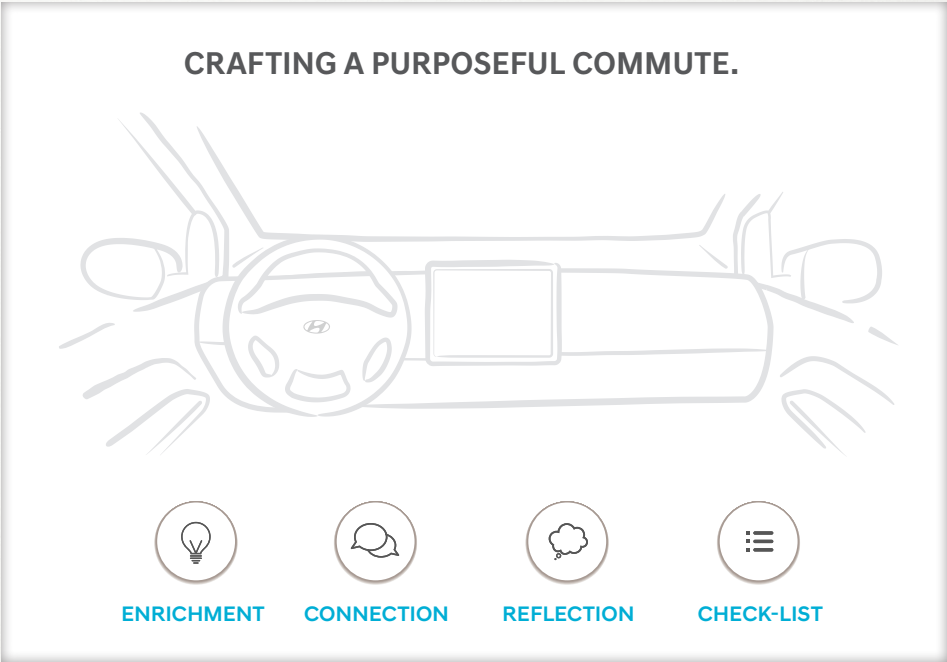 CRAFTING A PURPOSEFUL COMMUTE.
ENRICHMENT
CONNECTION
REFLECTION
CHECK-LIST